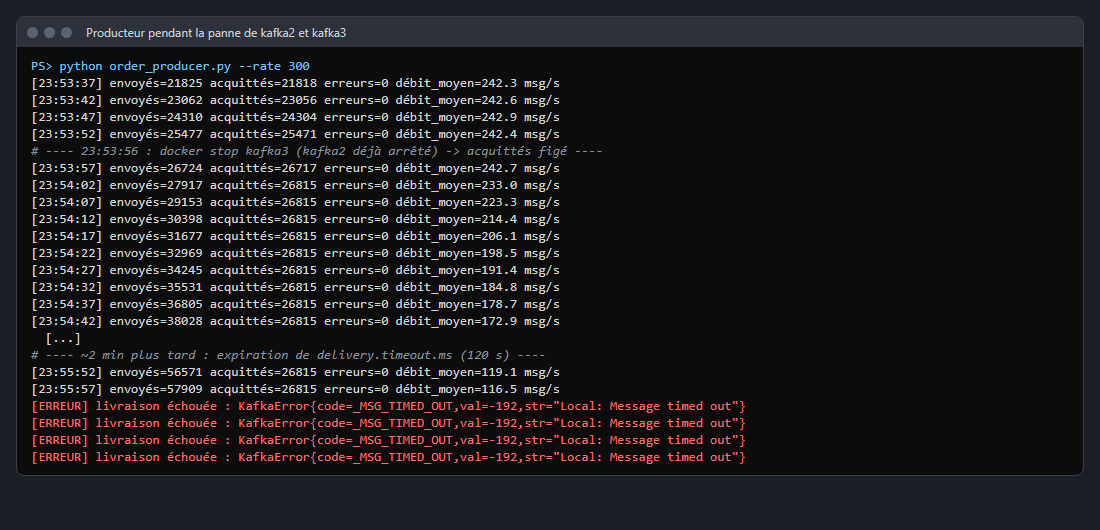 Producteur pendant la panne de kafka2 et kafka3
PS> python order_producer.py --rate 300
[23:53:37] envoyés=21825 acquittés=21818 erreurs=0 débit_moyen=242.3 msg/s
[23:53:42] envoyés=23062 acquittés=23056 erreurs=0 débit_moyen=242.6 msg/s
[23:53:47] envoyés=24310 acquittés=24304 erreurs=0 débit_moyen=242.9 msg/s
[23:53:52] envoyés=25477 acquittés=25471 erreurs=0 débit_moyen=242.4 msg/s
# ---- 23:53:56 : docker stop kafka3 (kafka2 déjà arrêté) -> acquittés figé ----
[23:53:57] envoyés=26724 acquittés=26717 erreurs=0 débit_moyen=242.7 msg/s
[23:54:02] envoyés=27917 acquittés=26815 erreurs=0 débit_moyen=233.0 msg/s
[23:54:07] envoyés=29153 acquittés=26815 erreurs=0 débit_moyen=223.3 msg/s
[23:54:12] envoyés=30398 acquittés=26815 erreurs=0 débit_moyen=214.4 msg/s
[23:54:17] envoyés=31677 acquittés=26815 erreurs=0 débit_moyen=206.1 msg/s
[23:54:22] envoyés=32969 acquittés=26815 erreurs=0 débit_moyen=198.5 msg/s
[23:54:27] envoyés=34245 acquittés=26815 erreurs=0 débit_moyen=191.4 msg/s
[23:54:32] envoyés=35531 acquittés=26815 erreurs=0 débit_moyen=184.8 msg/s
[23:54:37] envoyés=36805 acquittés=26815 erreurs=0 débit_moyen=178.7 msg/s
[23:54:42] envoyés=38028 acquittés=26815 erreurs=0 débit_moyen=172.9 msg/s
[...]
# ---- ~2 min plus tard : expiration de delivery.timeout.ms (120 s) ----
[23:55:52] envoyés=56571 acquittés=26815 erreurs=0 débit_moyen=119.1 msg/s
[23:55:57] envoyés=57909 acquittés=26815 erreurs=0 débit_moyen=116.5 msg/s
[ERREUR] livraison échouée : KafkaError{code=_MSG_TIMED_OUT,val=-192,str="Local: Message timed out"}
[ERREUR] livraison échouée : KafkaError{code=_MSG_TIMED_OUT,val=-192,str="Local: Message timed out"}
[ERREUR] livraison échouée : KafkaError{code=_MSG_TIMED_OUT,val=-192,str="Local: Message timed out"}
[ERREUR] livraison échouée : KafkaError{code=_MSG_TIMED_OUT,val=-192,str="Local: Message timed out"}